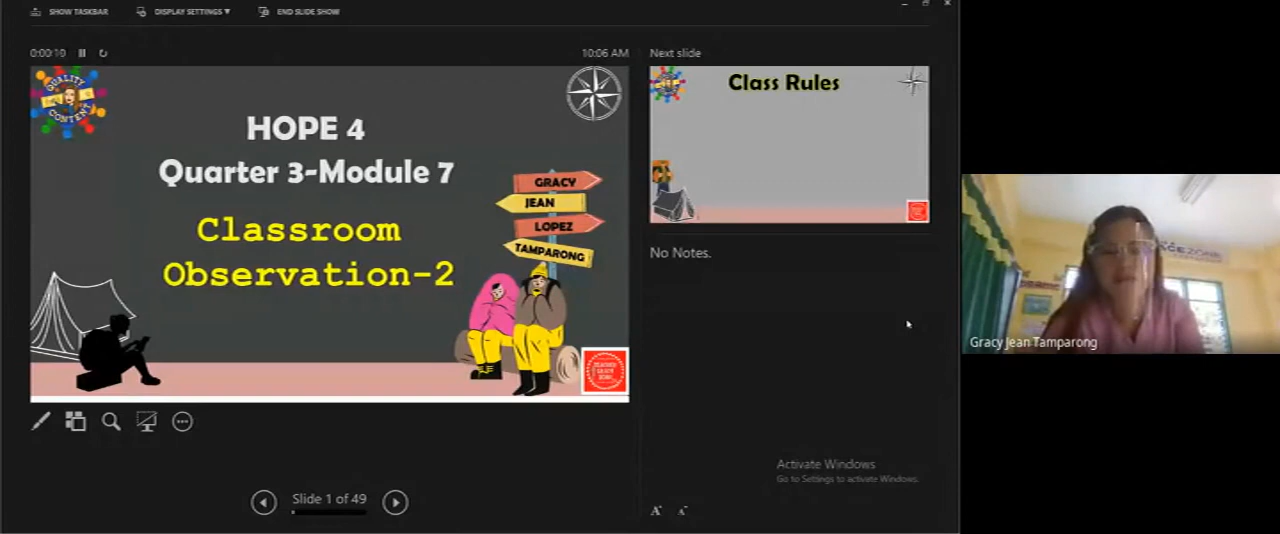 SHOW TASKBAR
DISPLAY SETTINGS ▼
END SLIDE SHOW
0:00:10
10:06 AM
Next slide
QUALITY
CONTENT
HOPE 4
Quarter 3-Module 7
Classroom
Observation-2
GRACY
JEAN
LOPEZ
TAMPARONG
Class Rules
No Notes.
Gracy Jean Tamparong
Activate Windows
Go to Settings to activate Windows.
Slide 1 of 49
A
A